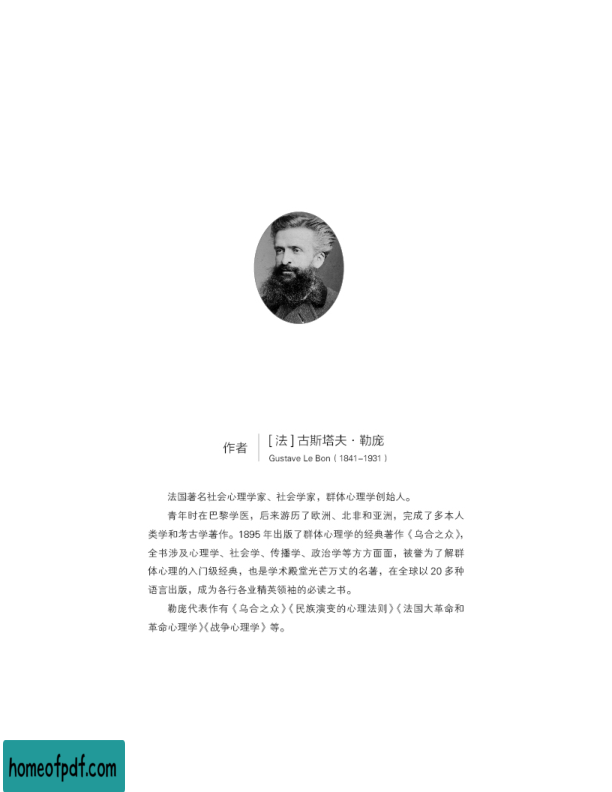 作者
[ 法 ] 古斯塔夫·勒庞
Gustave Le Bon（1841-1931）
法国著名社会心理学家、社会学家，群体心理学创始人。
青年时在巴黎学医，后来游历了欧洲、北非和亚洲，完成了多本人
类学和考古学著作。1895 年出版了群体心理学的经典著作《乌合之众》，
全书涉及心理学、社会学、传播学、政治学等方方面面，被誉为了解群
体心理的入门级经典，也是学术殿堂光芒万丈的名著，在全球以 20 多种
语言出版，成为各行各业精英领袖的必读之书。
勒庞代表作有《乌合之众》《民族演变的心理法则》《法国大革命和
革命心理学》《战争心理学》等。
homeofpdf.com